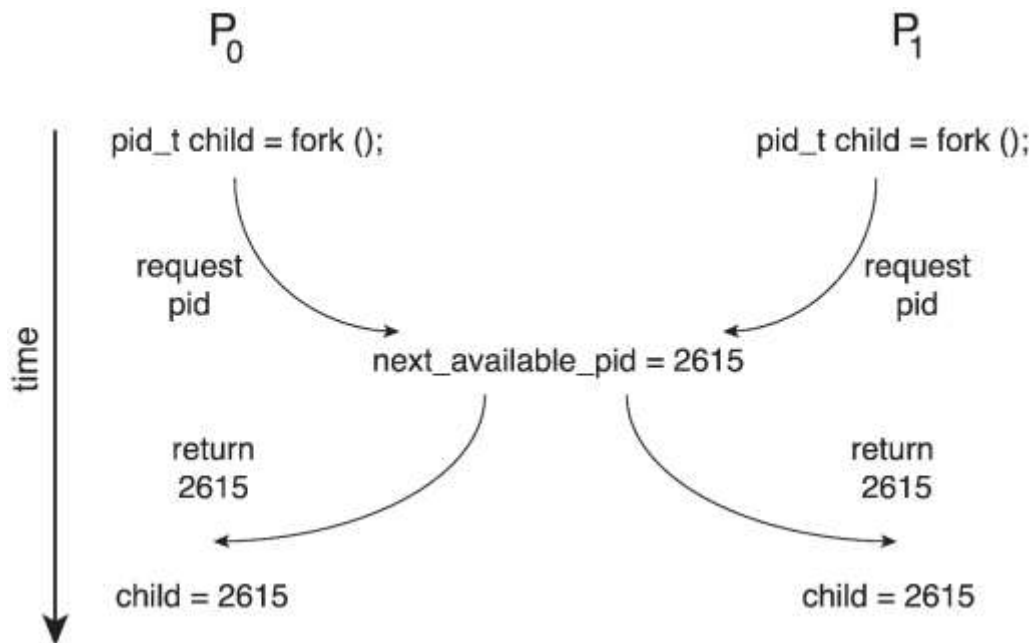 P0 P1
pid_t child = fork (); pid_t child = fork ();
request request
pid pid
next_available_pid = 2615
time
return return
2615 2615
child = 2615 child = 2615